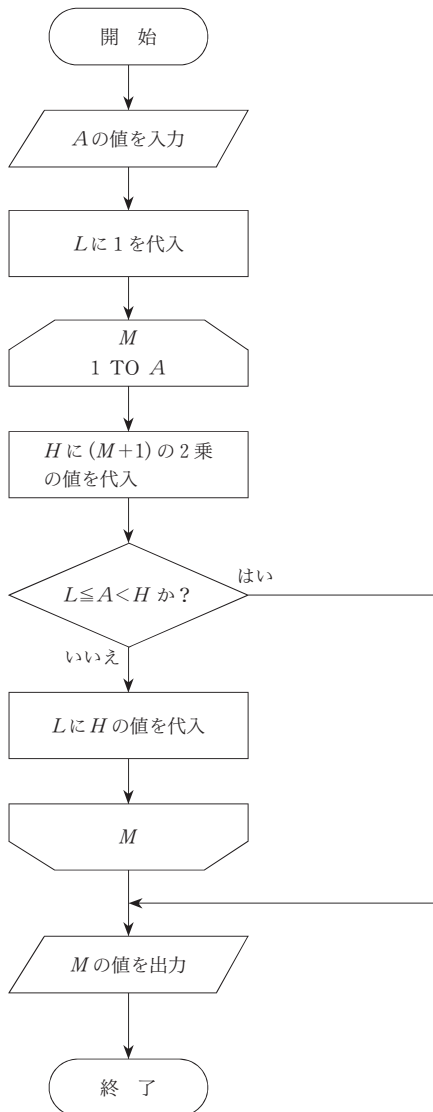 開　始
Aの値を入力
Lに1を代入
M
1 TO A
Hに(M+1)の2乗
の値を代入
はい
L≦A<Hか？
いいえ
LにHの値を代入
M
Mの値を出力
終　了